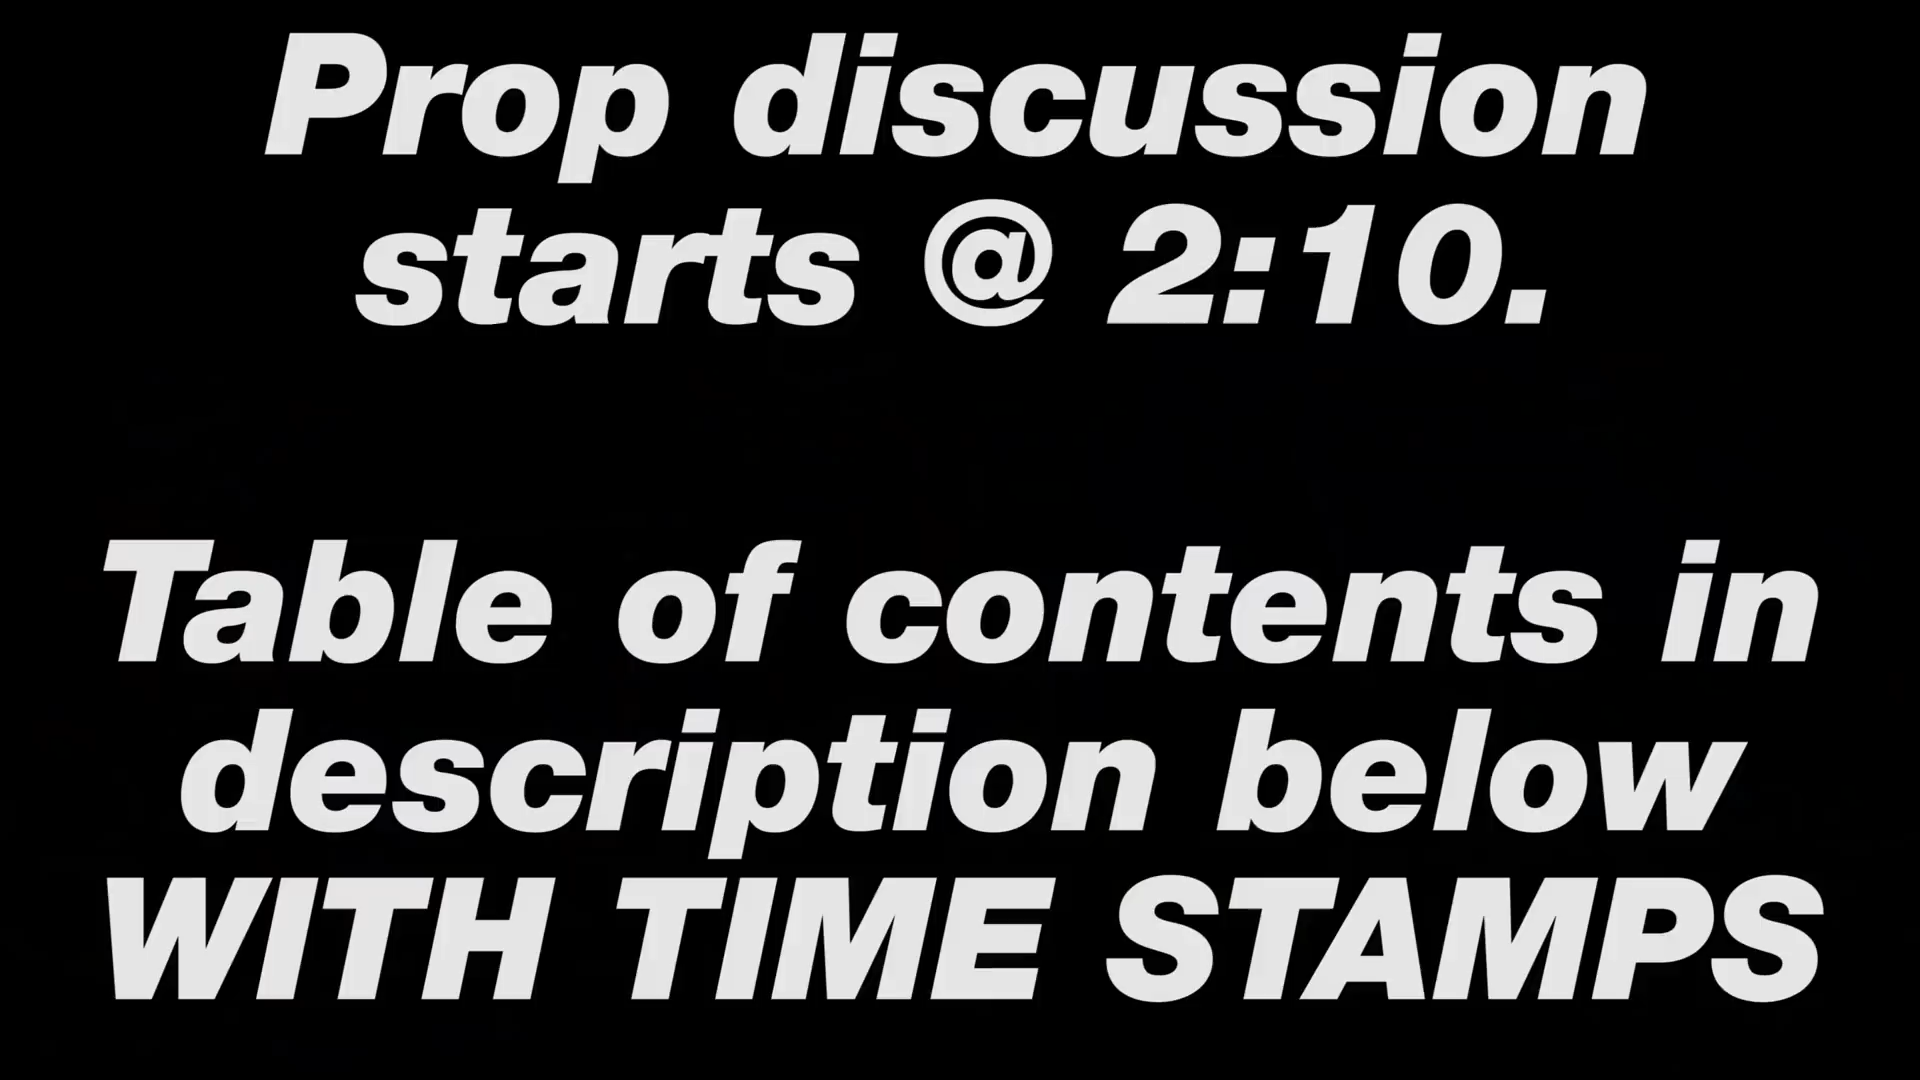 Prop discussion
starts @ 2:10.
Table of contents in
description below
WITH TIME STAMPS